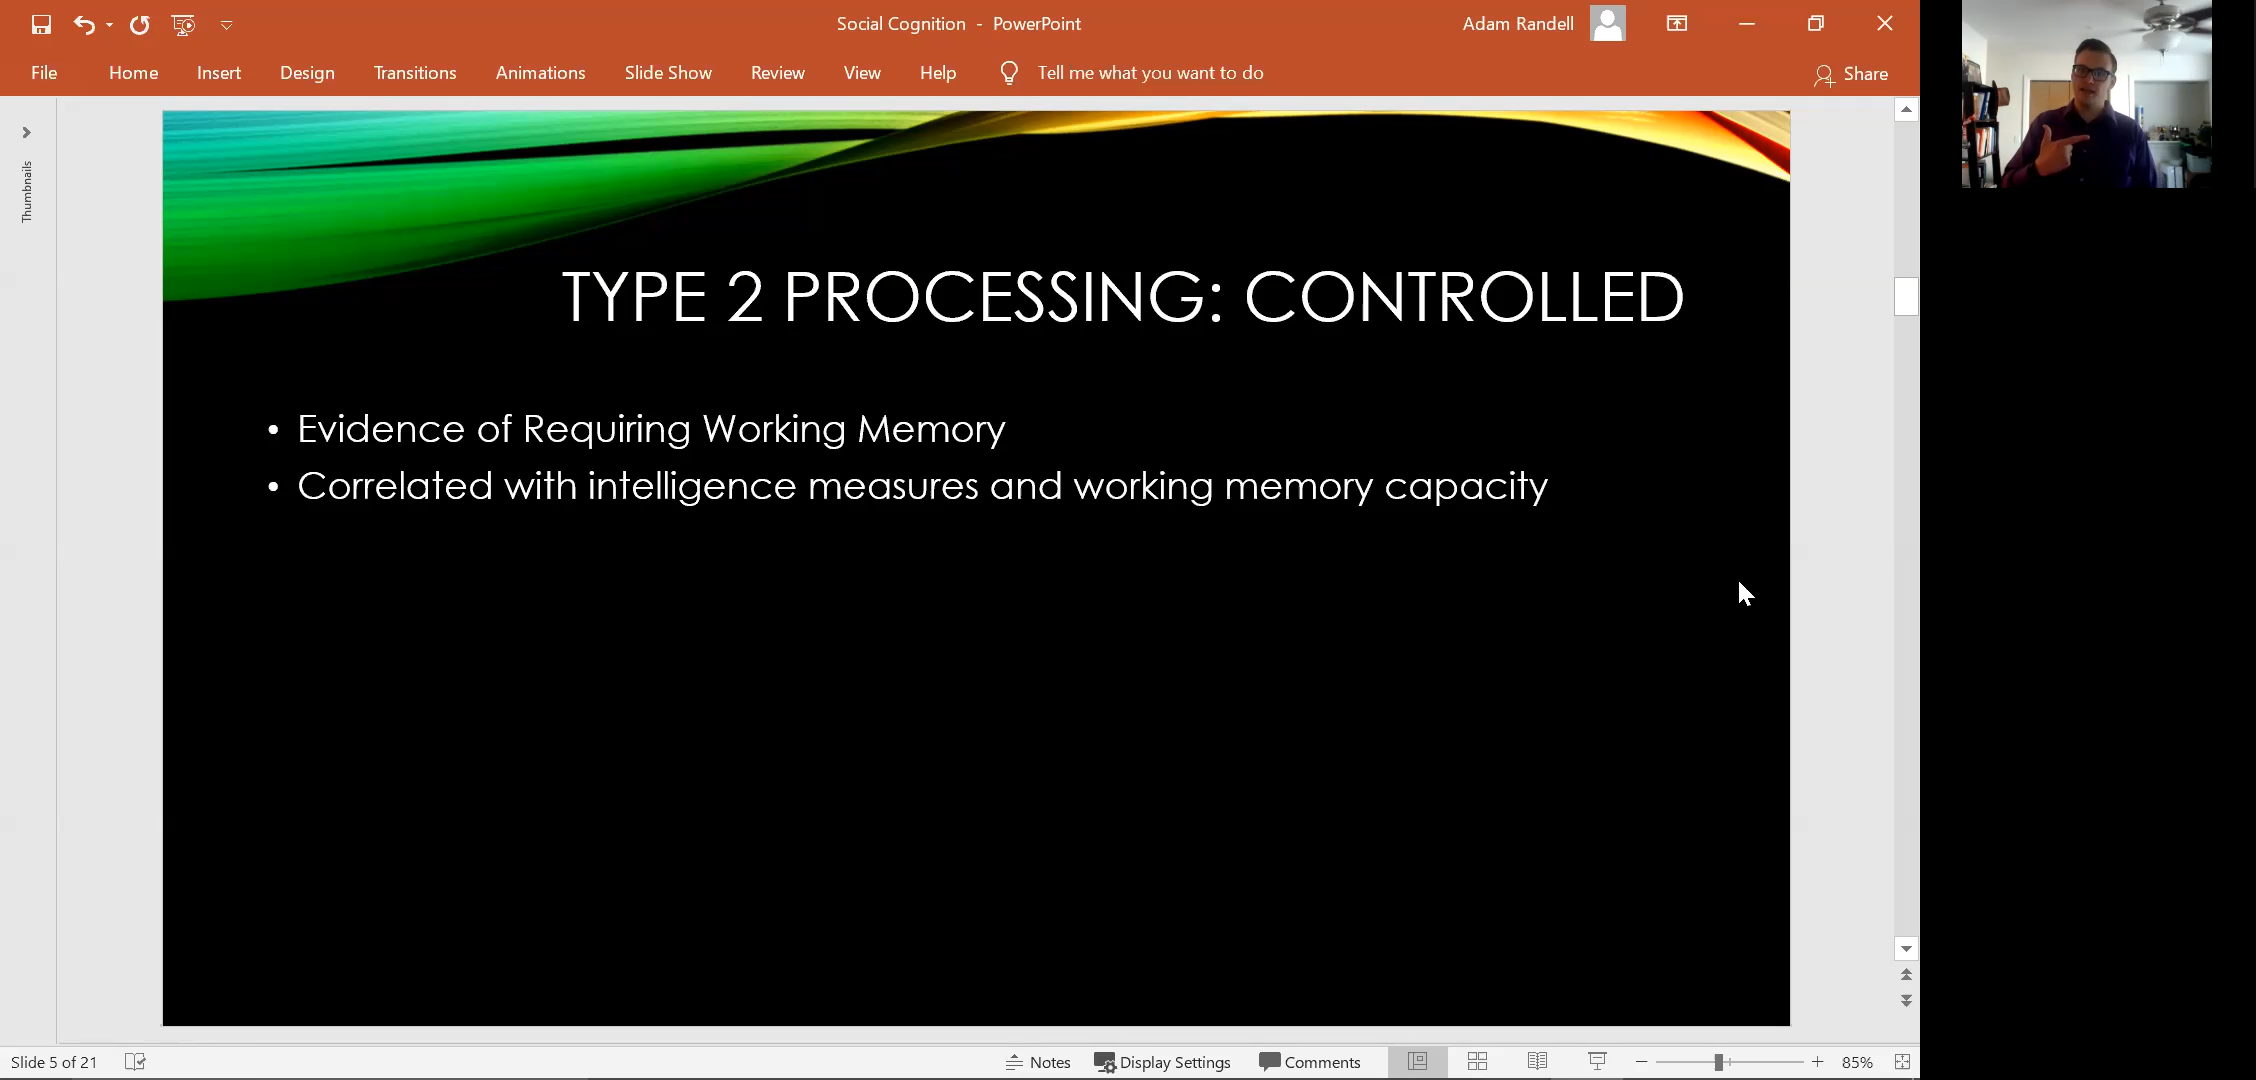 Social Cognition - PowerPoint
Adam Randell
File Home Insert Design Transitions Animations Slide Show Review View Help Tell me what you want to do Share
Thumbnails
TYPE 2 PROCESSING: CONTROLLED
• Evidence of Requiring Working Memory
• Correlated with intelligence measures and working memory capacity
Slide 5 of 21 Notes Display Settings Comments 85%